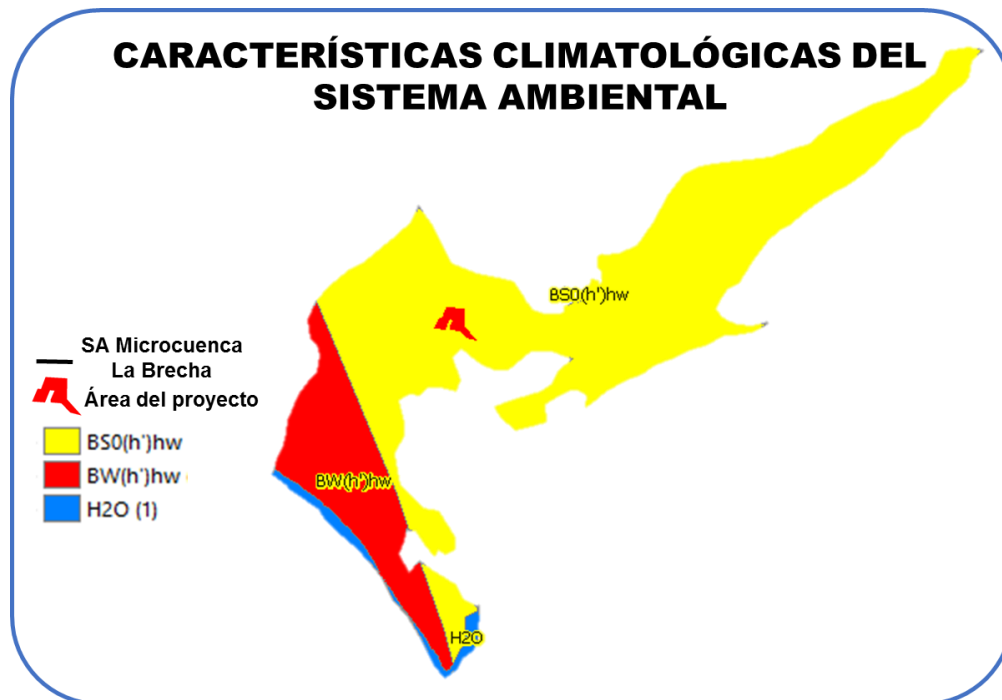 CARACTERÍSTICAS CLIMATOLÓGICAS DEL
SISTEMA AMBIENTAL
BS0(h')hw
SA Microcuenca
La Brecha
Área del proyecto
BS0(h')hw
BW(h')hw
H2O (1)
BW(h')hw
H2O